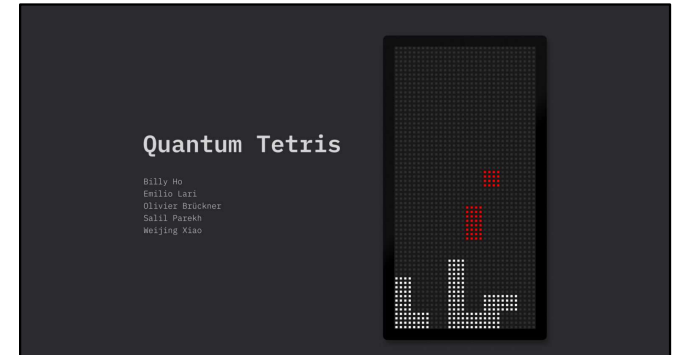 Quantum Tetris
Billy Ho
Emilio Lari
Olivier Brückner
Salil Parekh
Weijing Xiao